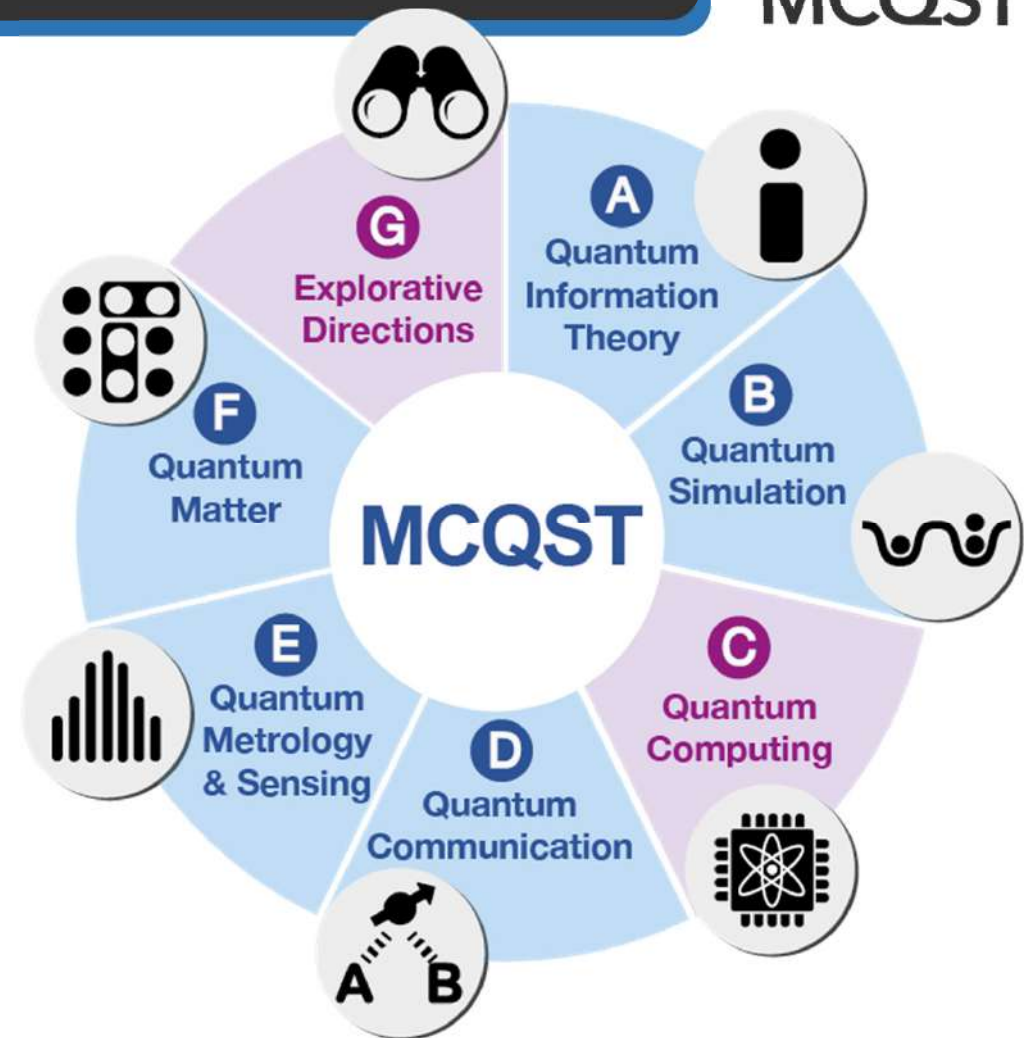 MCQST
A
Quantum
Information
Theory
B
Quantum
Simulation
C
Quantum
Computing
D
Quantum
Communication
E
Quantum
Metrology
& Sensing
F
Quantum
Matter
G
Explorative
Directions
MCQST
A B